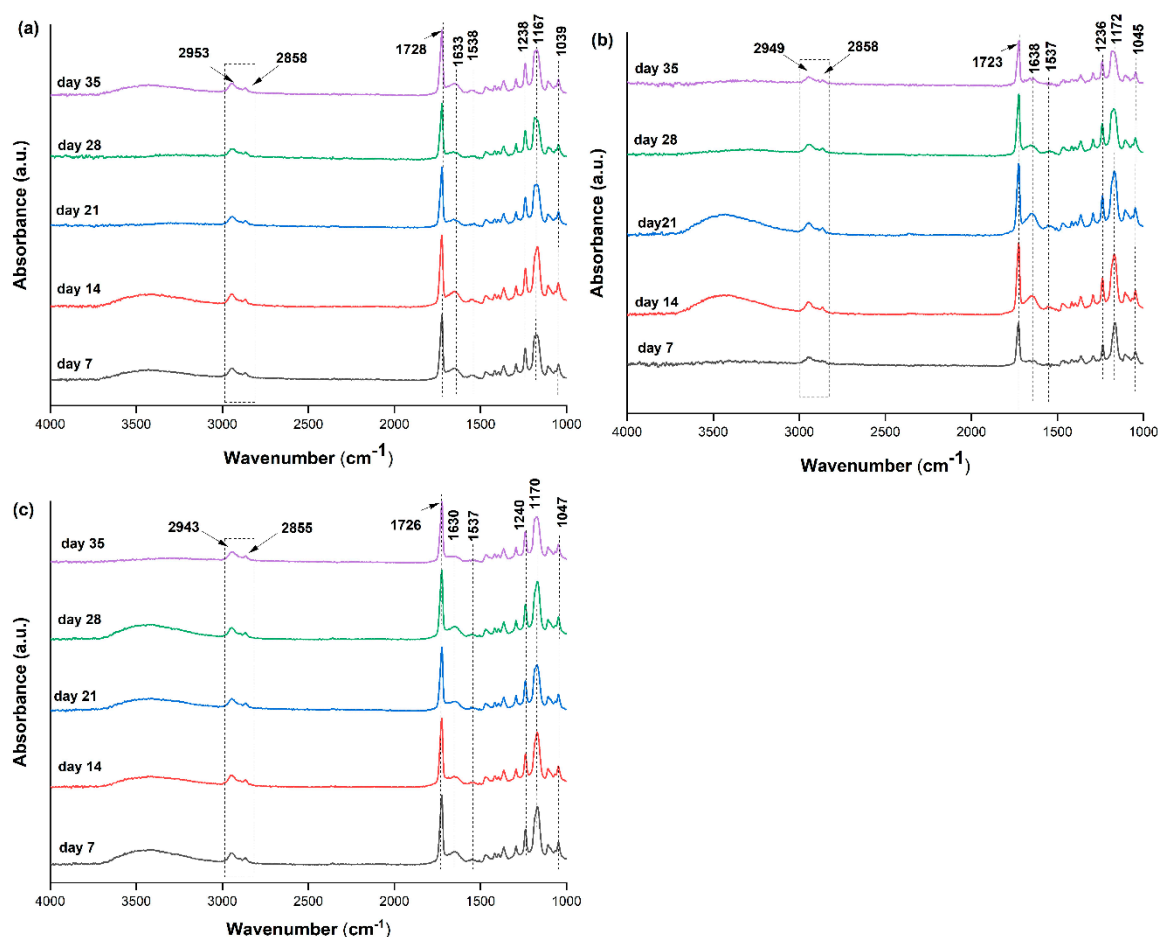 (a)
1728
1633
1538
1238
1167
1039
2953
2858
day 35
day 28
day 21
day 14
day 7
Absorbance (a.u.)
4000 3500 3000 2500 2000 1500 1000
Wavenumber (cm-1)
(b)
1723
1638
1537
1236
1172
1045
2949
2858
day 35
day 28
day21
day 14
day 7
Absorbance (a.u.)
4000 3500 3000 2500 2000 1500 1000
Wavenumber (cm-1)
(c)
1726
1630
1537
1240
1170
1047
2943
2855
day 35
day 28
day 21
day 14
day 7
Absorbance (a.u.)
4000 3500 3000 2500 2000 1500 1000
Wavenumber (cm-1)